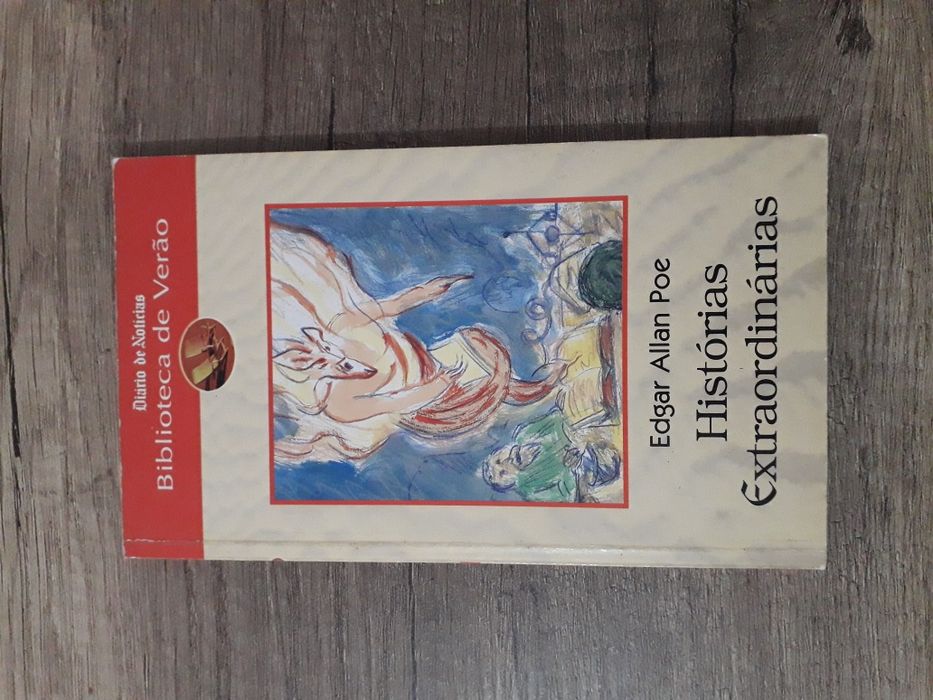 Diário de Notícias
Biblioteca de Verão
Edgar Allan Poe
Histórias
Extraordinárias